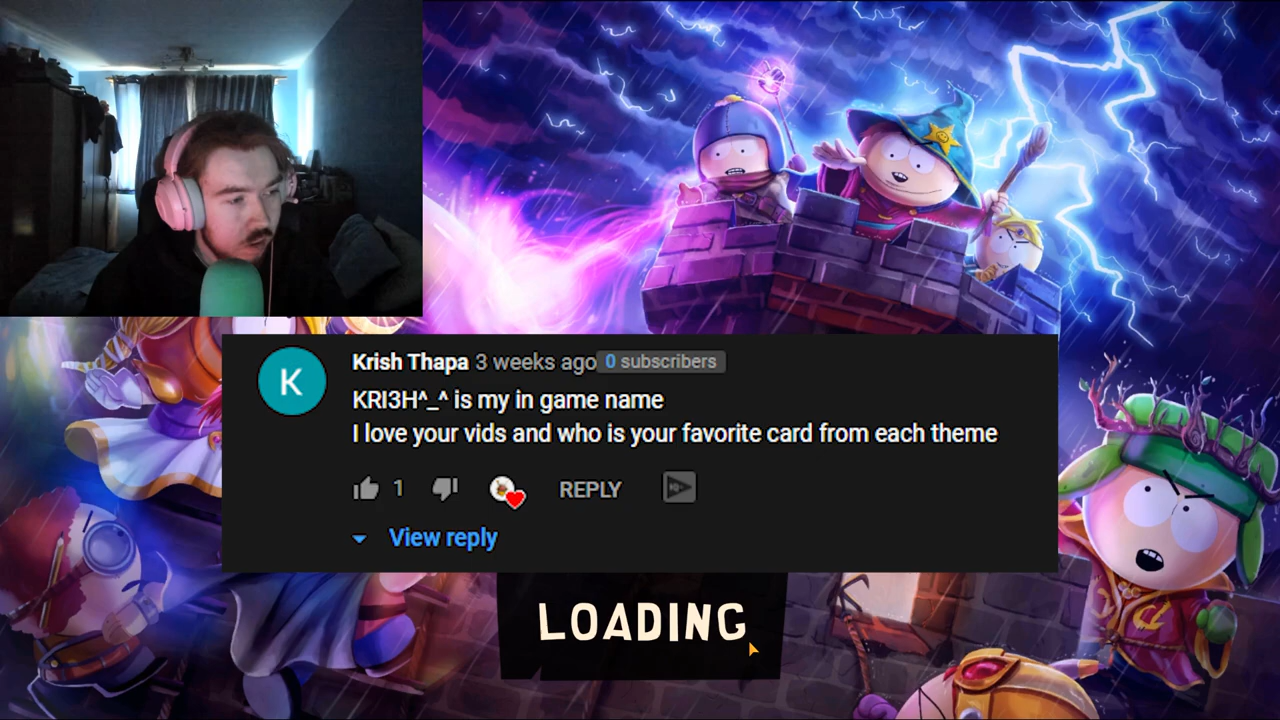 K
Krish Thapa 3 weeks ago 0 subscribers
KRI3H^_^ is my in game name
I love your vids and who is your favorite card from each theme
1 REPLY
View reply
LOADING